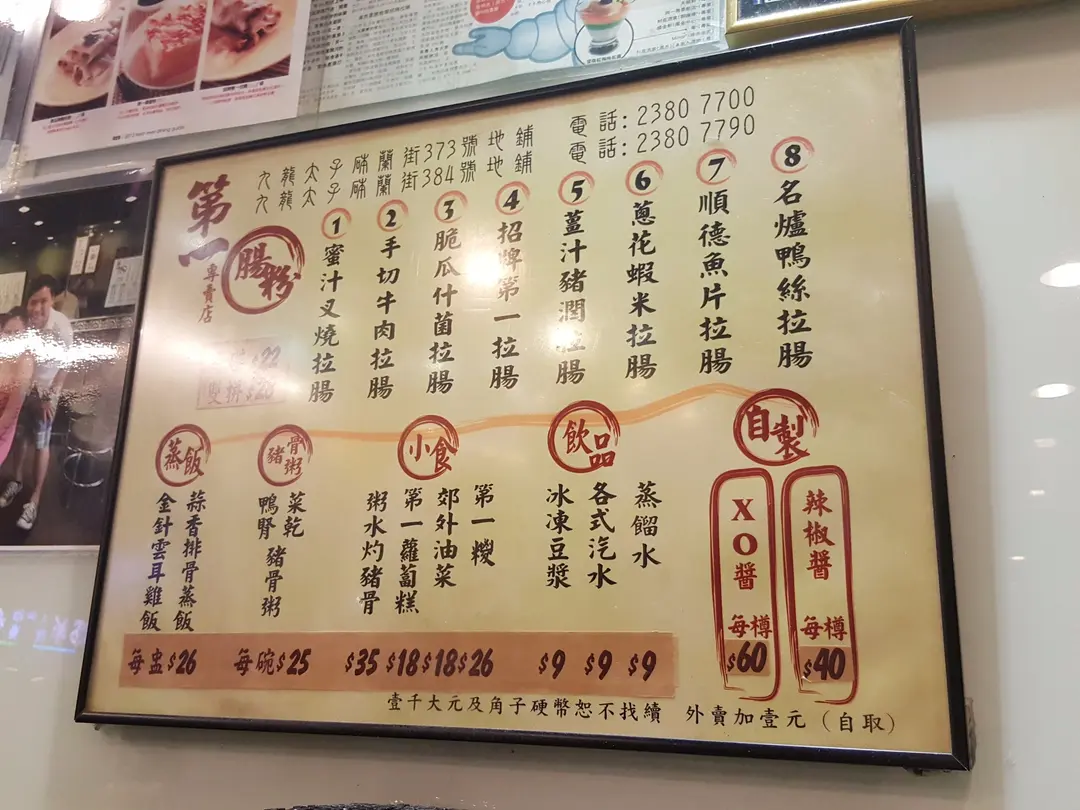 九龍太子砵蘭街373號地鋪 電話: 2380 7700
九龍太子砵蘭街384號地鋪 電話: 2380 7790
第一
腸粉
專賣店
1 蜜汁叉燒拉腸
2 手切牛肉拉腸
3 脆瓜什菌拉腸
4 招牌第一拉腸
5 薑汁豬潤拉腸
6 蔥花蝦米拉腸
7 順德魚片拉腸
8 名爐鴨絲拉腸
$22
雙拼 $28
蒸飯
蒜香排骨蒸飯
金針雲耳雞飯
每盅$26
豬骨粥
菜乾
鴨腎 豬骨粥
每碗$25
小食
第一糉
郊外油菜
第一蘿蔔糕
粥水灼豬骨
$35 $18 $18 $26
飲品
蒸餾水
各式汽水
冰凍豆漿
$9 $9 $9
自製
XO醬 每樽 $60
辣椒醬 每樽 $40
壹千大元及角子硬幣恕不找續 外賣加壹元(自取)